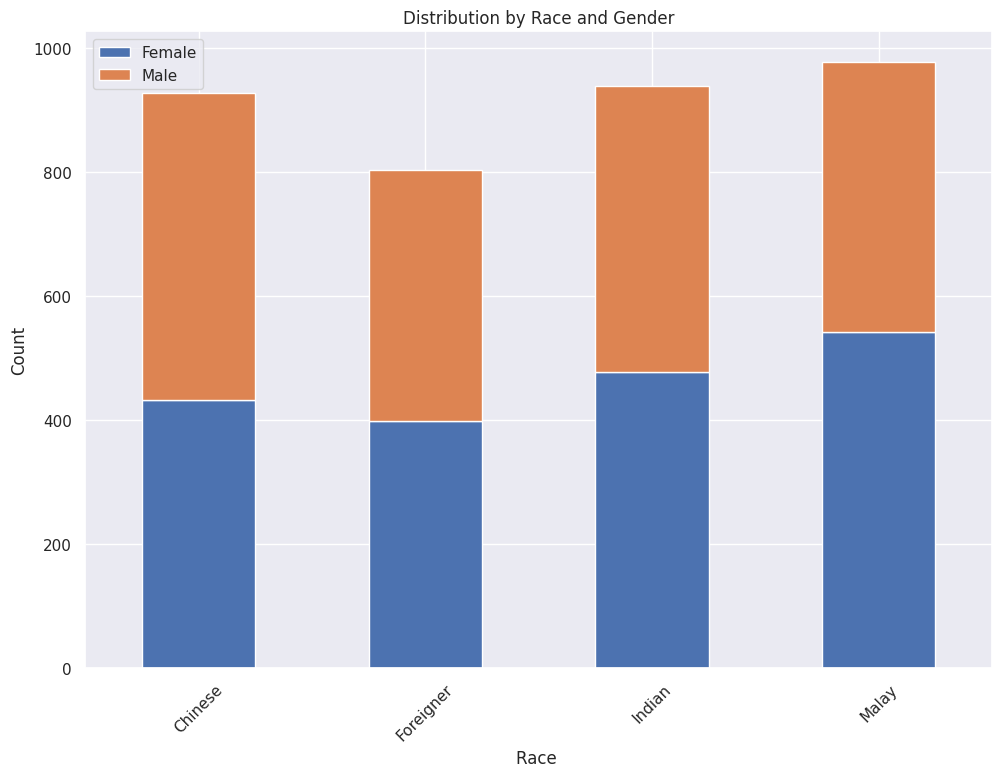 Distribution by Race and Gender
Female
Male
1000
800
600
400
200
0
Count
Chinese
Foreigner
Indian
Malay
Race